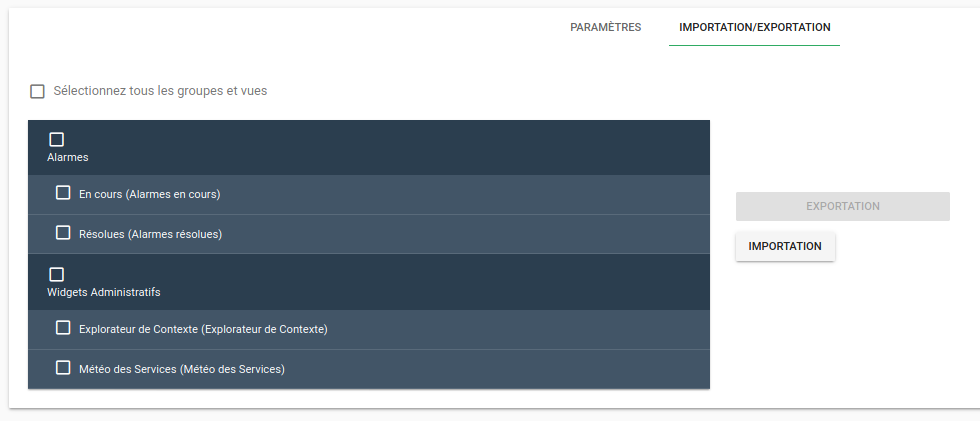 PARAMÈTRES
IMPORTATION/EXPORTATION
Sélectionnez tous les groupes et vues
Alarmes
En cours (Alarmes en cours)
Résolues (Alarmes résolues)
Widgets Administratifs
Explorateur de Contexte (Explorateur de Contexte)
Météo des Services (Météo des Services)
EXPORTATION
IMPORTATION